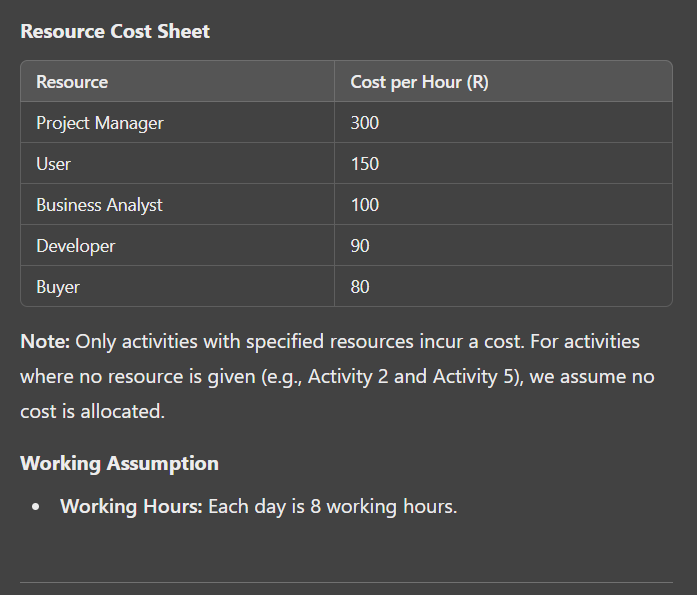 Resource Cost Sheet
Resource Cost per Hour (R)
Project Manager 300
User 150
Business Analyst 100
Developer 90
Buyer 80
Note: Only activities with specified resources incur a cost. For activities
where no resource is given (e.g., Activity 2 and Activity 5), we assume no
cost is allocated.
Working Assumption
• Working Hours: Each day is 8 working hours.